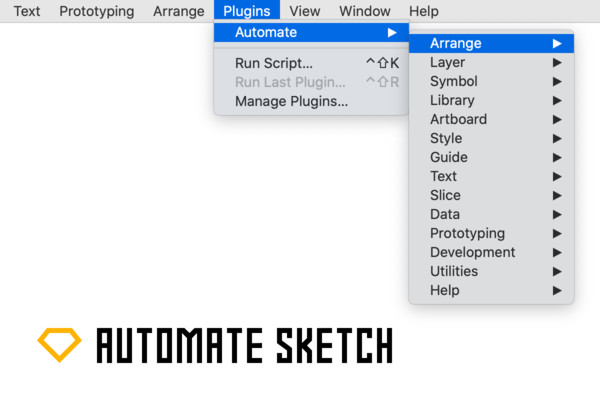 Text Prototyping Arrange Plugins View Window Help
Automate ▶
Run Script... ⌃⇧K
Run Last Plugin... ⌃⇧R
Manage Plugins...
Arrange ▶
Layer ▶
Symbol ▶
Library ▶
Artboard ▶
Style ▶
Guide ▶
Text ▶
Slice ▶
Data ▶
Prototyping ▶
Development ▶
Utilities ▶
Help ▶
AUTOMATE SKETCH